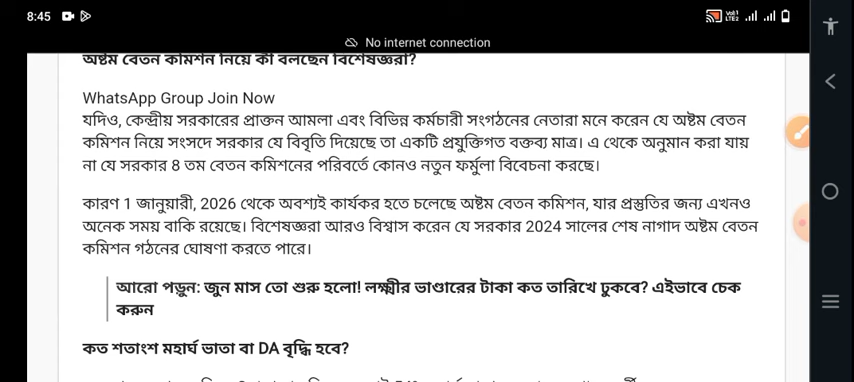 8:45
VoLTE LTE2
No internet connection
অষ্টম বেতন কমিশন নিয়ে কী বলছেন বিশেষজ্ঞরা?
WhatsApp Group Join Now
যদিও, কেন্দ্রীয় সরকারের প্রাক্তন আমলা এবং বিভিন্ন কর্মচারী সংগঠনের নেতারা মনে করেন যে অষ্টম বেতন
কমিশন নিয়ে সংসদে সরকার যে বিবৃতি দিয়েছে তা একটি প্রযুক্তিগত বক্তব্য মাত্র। এ থেকে অনুমান করা যায়
না যে সরকার 8 তম বেতন কমিশনের পরিবর্তে কোনও নতুন ফর্মুলা বিবেচনা করছে।
কারণ 1 জানুয়ারী, 2026 থেকে অবশ্যই কার্যকর হতে চলেছে অষ্টম বেতন কমিশন, যার প্রস্তুতির জন্য এখনও
অনেক সময় বাকি রয়েছে। বিশেষজ্ঞরা আরও বিশ্বাস করেন যে সরকার 2024 সালের শেষ নাগাদ অষ্টম বেতন
কমিশন গঠনের ঘোষণা করতে পারে।
আরো পড়ুন: জুন মাস তো শুরু হলো! লক্ষ্মীর ভাণ্ডারের টাকা কত তারিখে ঢুকবে? এইভাবে চেক
করুন
কত শতাংশ মহার্ঘ ভাতা বা DA বৃদ্ধি হবে?